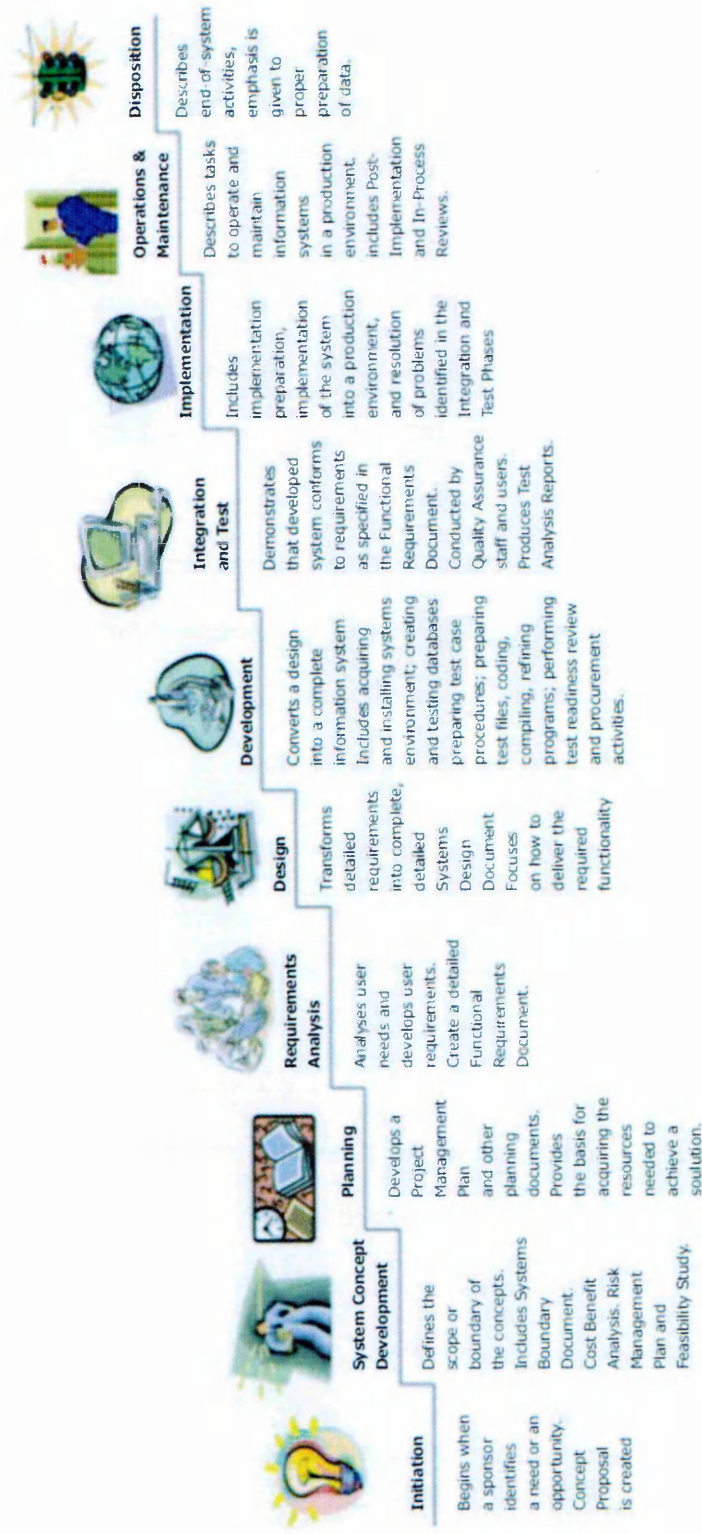 Initiation
Begins when
a sponsor
identifies
a need or an
opportunity.
Concept
Proposal
is created
System Concept
Development
Defines the
scope or
boundary of
the concepts.
Includes Systems
Boundary
Document.
Cost Benefit
Analysis. Risk
Management
Plan and
Feasibility Study.
Planning
Develops a
Project
Management
Plan
and other
planning
documents.
Provides
the basis for
acquiring the
resources
needed to
achieve a
soulution.
Requirements
Analysis
Analyses user
needs and
develops user
requirements.
Create a detailed
Functional
Requirements
Document.
Design
Transforms
detailed
requirements
into complete,
detailed
Systems
Design
Document
Focuses
on how to
deliver the
required
functionality
Development
Converts a design
into a complete
information system
Includes acquiring
and installing systems
environment; creating
and testing databases
preparing test case
procedures; preparing
test files, coding,
compiling, refining
programs; performing
test readiness review
and procurement
activities.
Integration
and Test
Demonstrates
that developed
system conforms
to requirements
as specified in
the Functional
Requirements
Document.
Conducted by
Quality Assurance
staff and users.
Produces Test
Analysis Reports.
Implementation
Includes
implementation
preparation,
implementation
of the system
into a production
environment,
and resolution
of problems
identified in the
Integration and
Test Phases
Operations &
Maintenance
Describes tasks
to operate and
maintain
information
systems
in a production
environment.
includes Post-
Implementation
and In-Process
Reviews.
Disposition
Describes
end-of-system
activities,
emphasis is
given to
proper
preparation
of data.